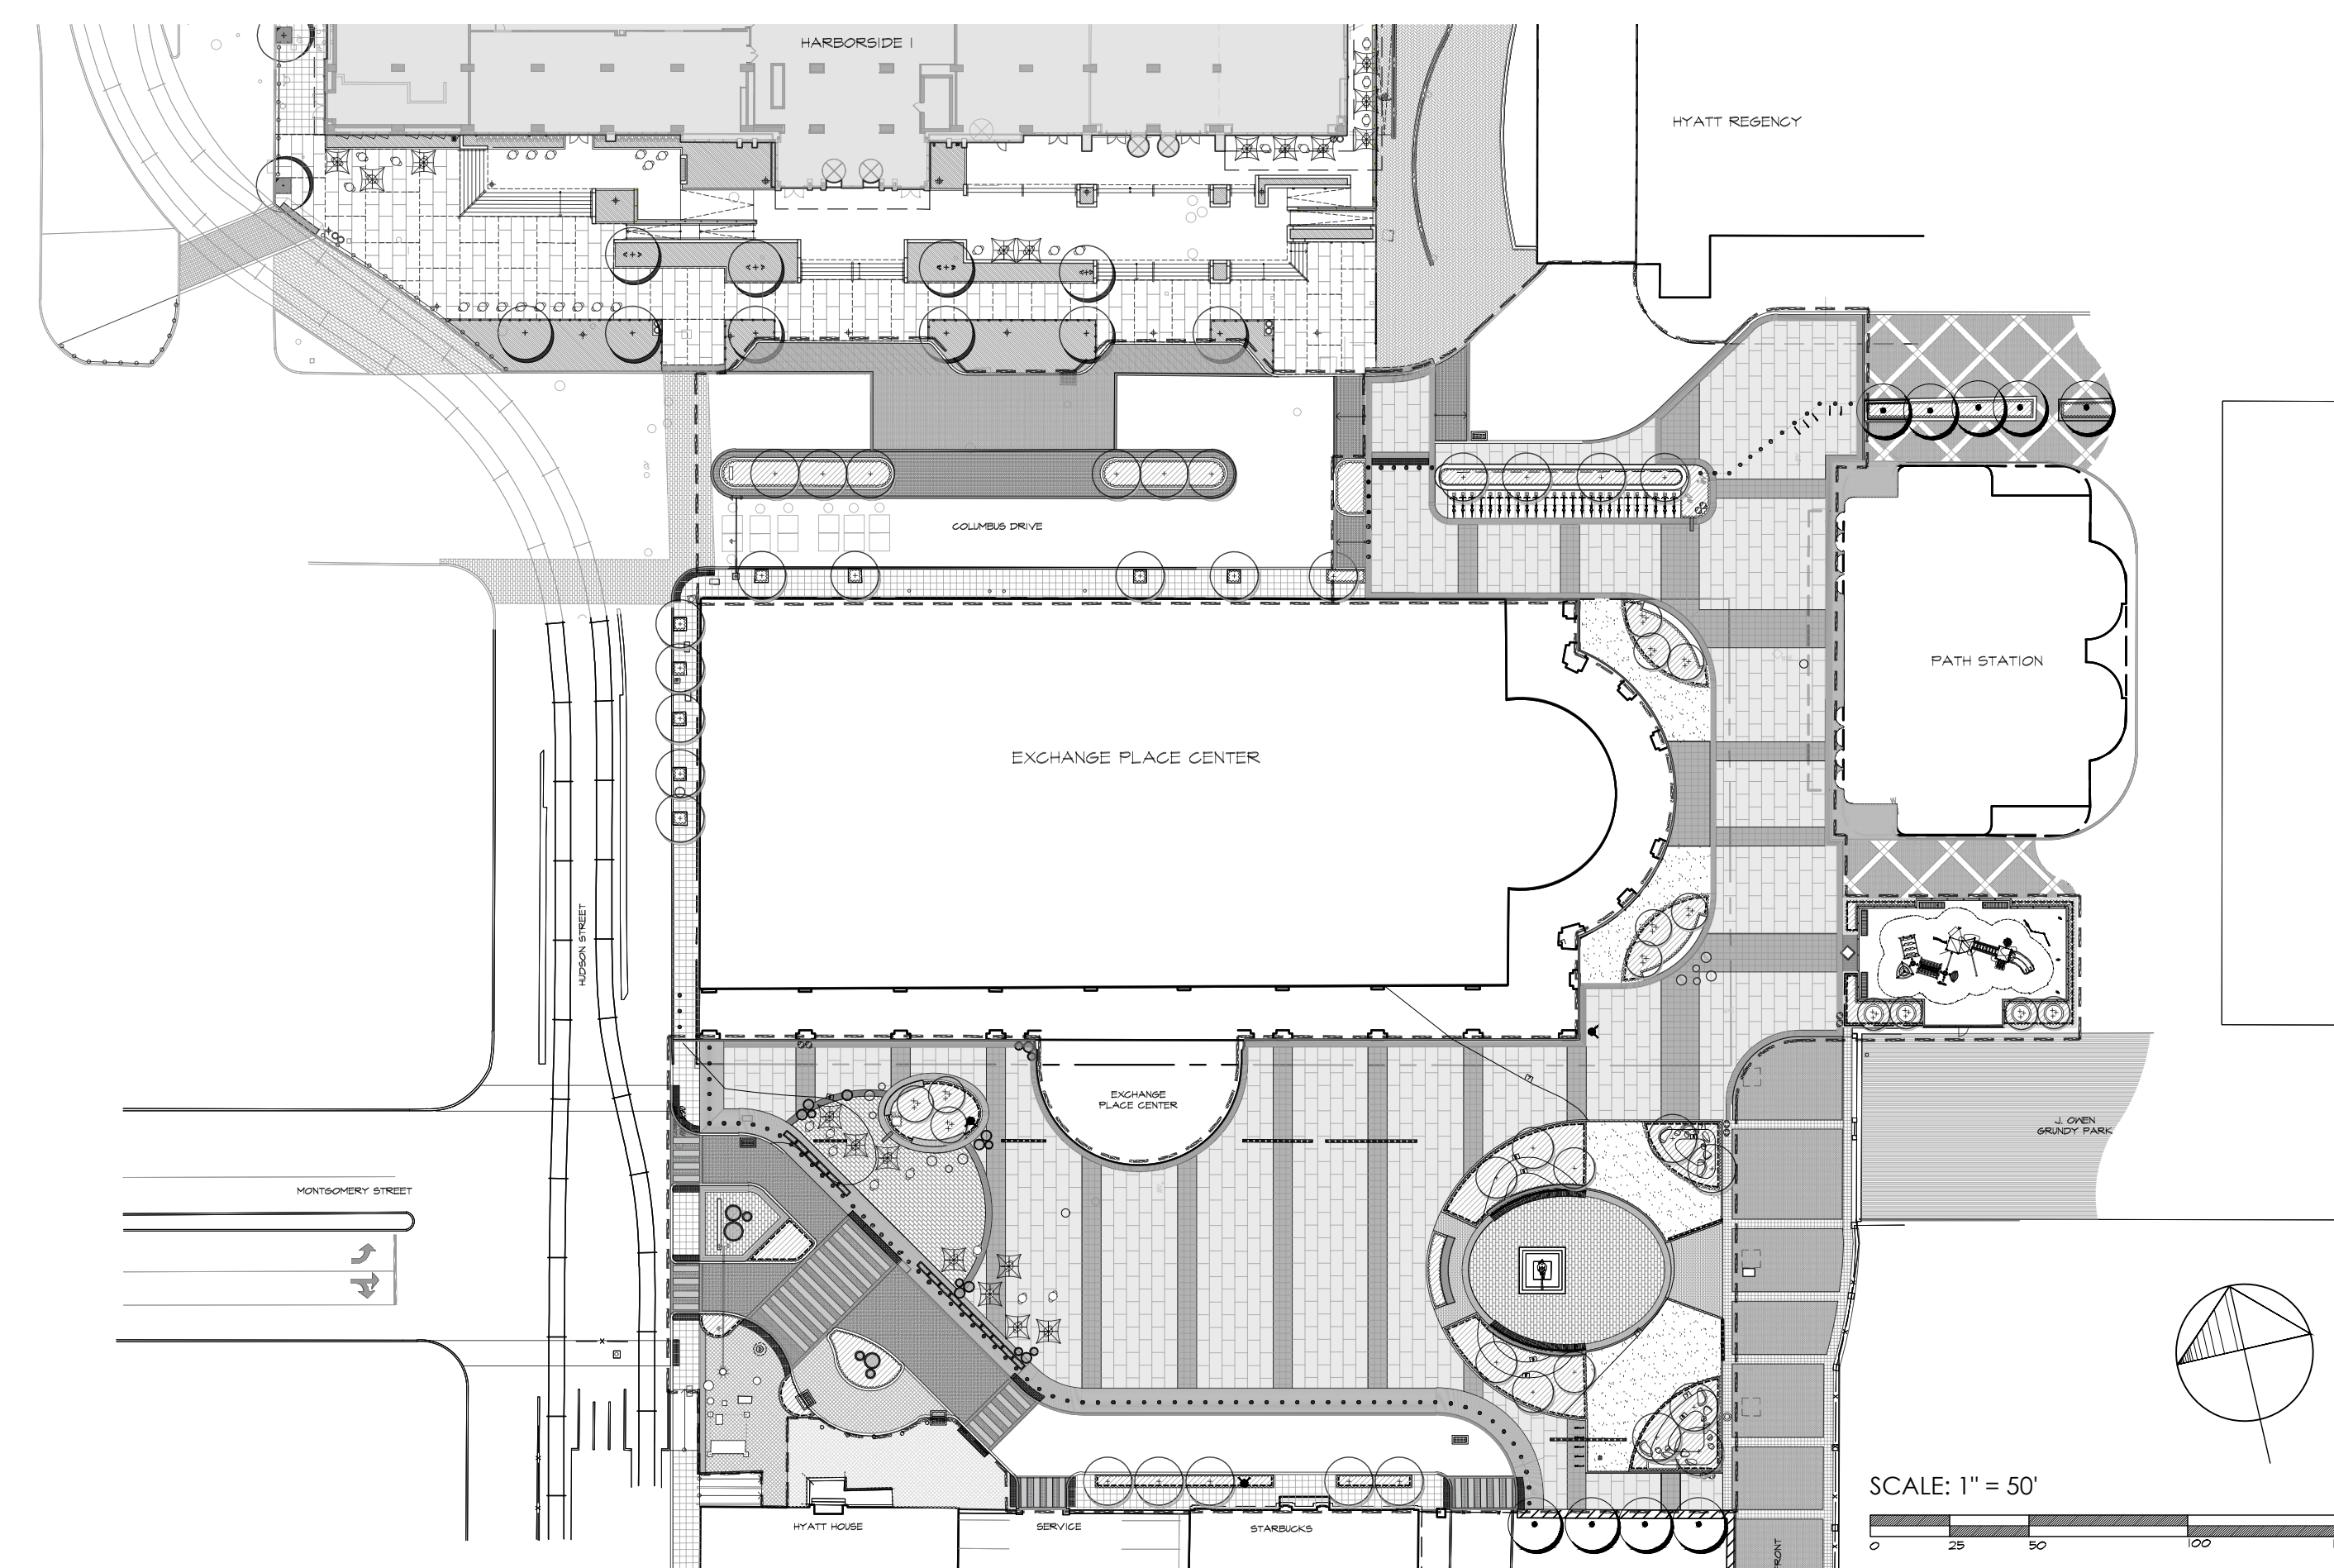 HARBORSIDE 1
HYATT REGENCY
COLUMBUS DRIVE
PATH STATION
EXCHANGE PLACE CENTER
HUDSON STREET
EXCHANGE
PLACE CENTER
J. OWEN
GRUNDY PARK
MONTGOMERY STREET
SCALE: 1" = 50'
0 25 50 100
HYATT HOUSE
SERVICE
STARBUCKS